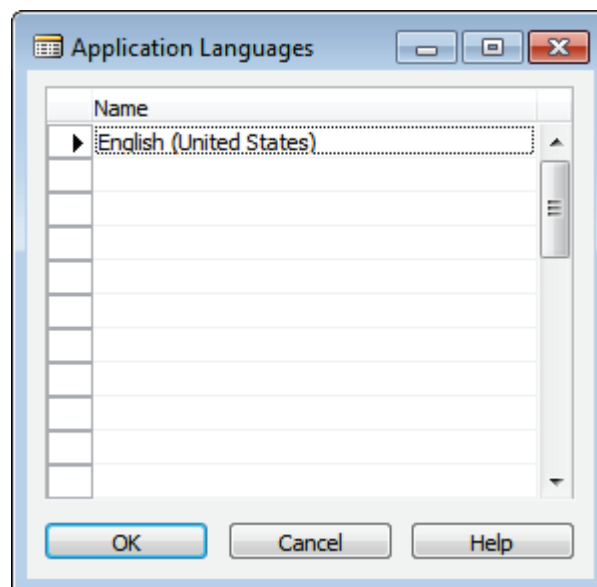 Application Languages
Name
English (United States)
OK
Cancel
Help